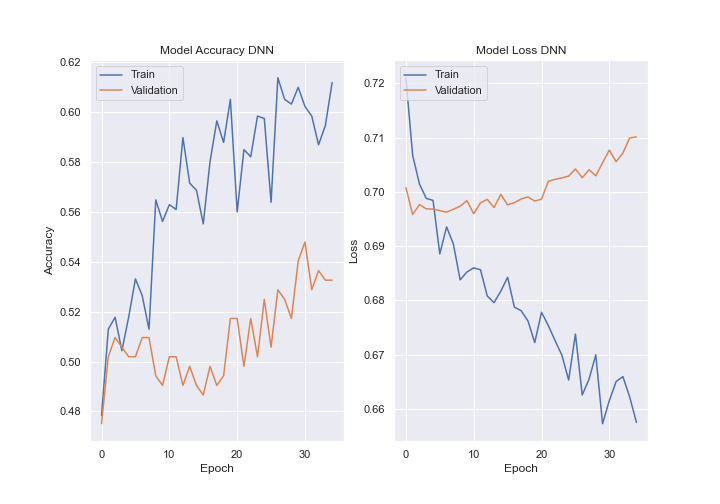 Model Accuracy DNN
Train
Validation
0.62
0.60
0.58
0.56
0.54
0.52
0.50
0.48
Accuracy
0
10
20
30
Epoch
Model Loss DNN
Train
Validation
0.72
0.71
0.70
0.69
0.68
0.67
0.66
Loss
0
10
20
30
Epoch